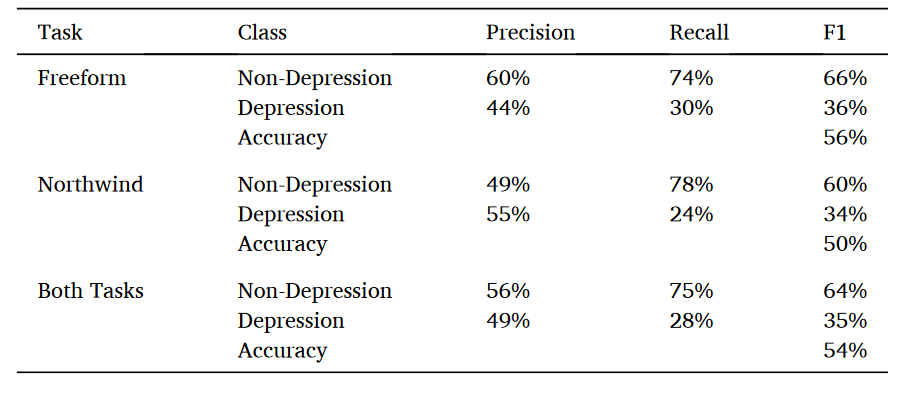 Task Class Precision Recall F1
Freeform Non-Depression 60% 74% 66%
Depression 44% 30% 36%
Accuracy 56%
Northwind Non-Depression 49% 78% 60%
Depression 55% 24% 34%
Accuracy 50%
Both Tasks Non-Depression 56% 75% 64%
Depression 49% 28% 35%
Accuracy 54%